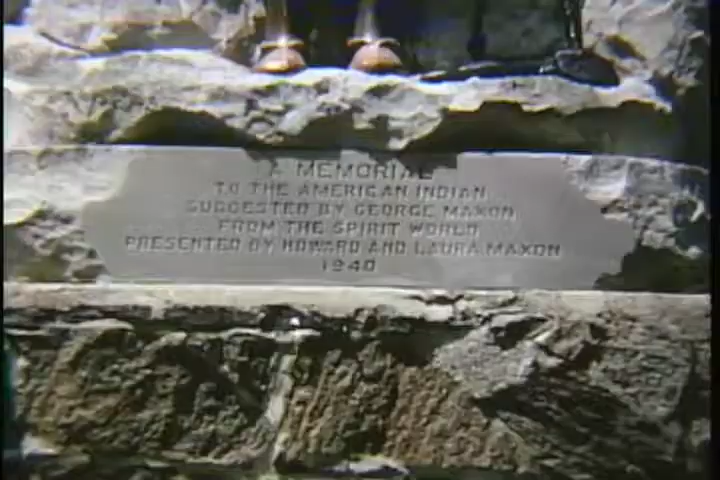 A MEMORIAL
TO THE AMERICAN INDIAN
SUGGESTED BY GEORGE MAXON
FROM THE SPIRIT WORLD
PRESENTED BY HOWARD AND LAURA MAXON
1940